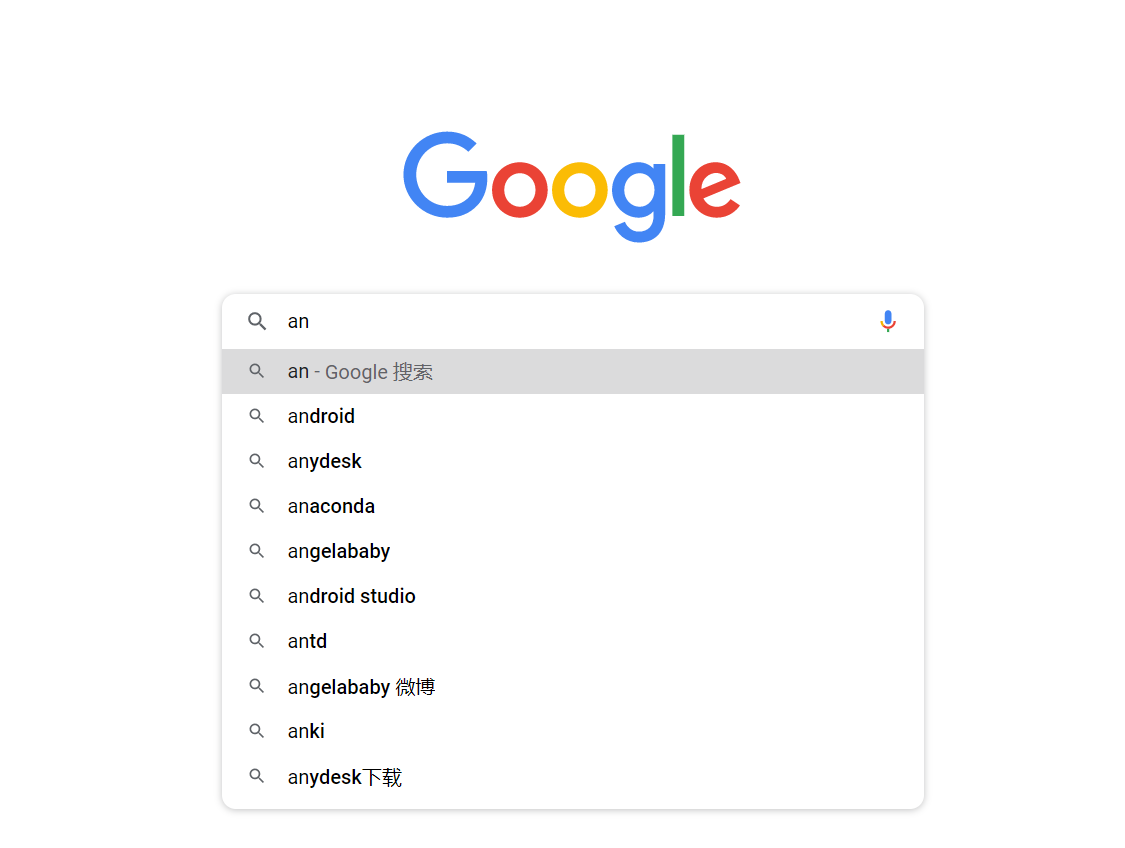 Google
an
an - Google 搜索
android
anydesk
anaconda
angelababy
android studio
antd
angelababy 微博
anki
anydesk下载